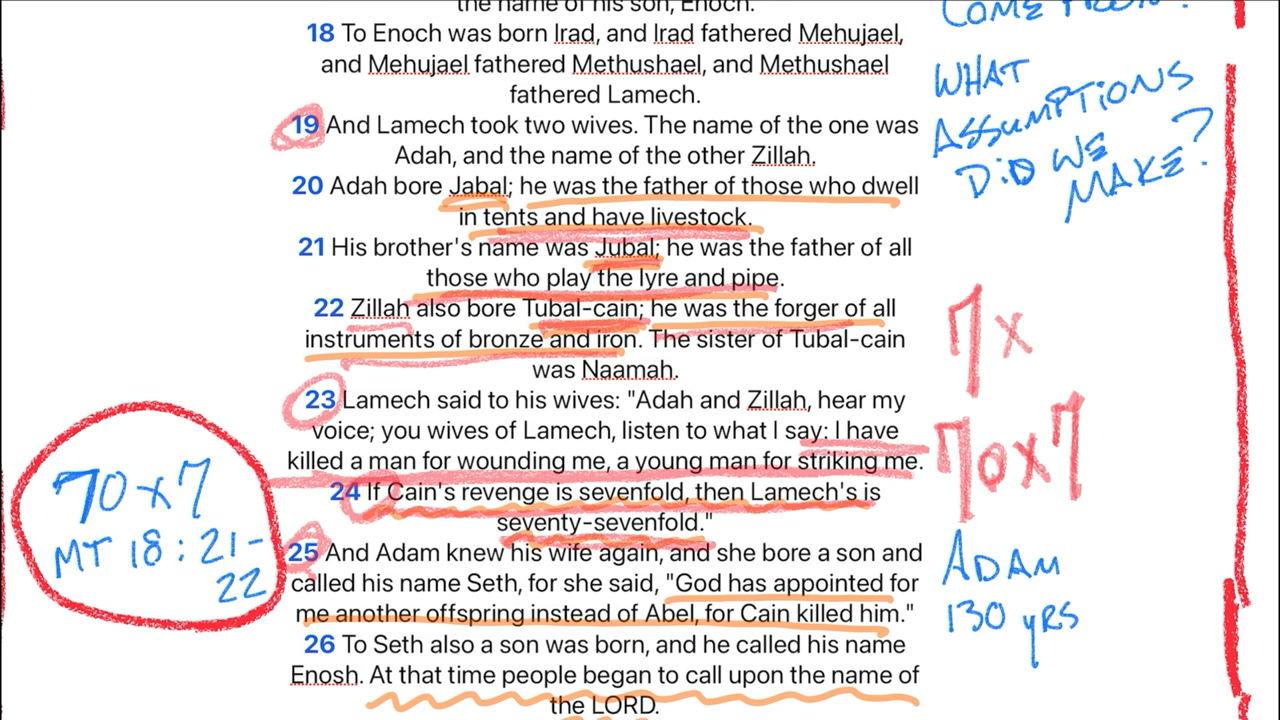 the name of his son, Enoch.
18 To Enoch was born Irad, and Irad fathered Mehujael,
and Mehujael fathered Methushael, and Methushael
fathered Lamech.
19 And Lamech took two wives. The name of the one was
Adah, and the name of the other Zillah.
20 Adah bore Jabal; he was the father of those who dwell
in tents and have livestock.
21 His brother's name was Jubal; he was the father of all
those who play the lyre and pipe.
22 Zillah also bore Tubal-cain; he was the forger of all
instruments of bronze and iron. The sister of Tubal-cain
was Naamah.
23 Lamech said to his wives: "Adah and Zillah, hear my
voice; you wives of Lamech, listen to what I say: I have
killed a man for wounding me, a young man for striking me.
24 If Cain's revenge is sevenfold, then Lamech's is
seventy-sevenfold."
25 And Adam knew his wife again, and she bore a son and
called his name Seth, for she said, "God has appointed for
me another offspring instead of Abel, for Cain killed him."
26 To Seth also a son was born, and he called his name
Enosh. At that time people began to call upon the name of
the LORD.
COME FROM?
WHAT
ASSUMPTIONS
DID WE
MAKE?
7x
70x7
ADAM
130 YRS
70x7
MT 18:21-
22